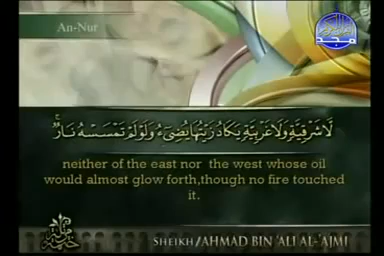 An-Nur
المجد
لَّا شَرْقِيَّةٍ وَلَا غَرْبِيَّةٍ يَكَادُ زَيْتُهَا يُضِيٓءُ وَلَوْ لَمْ تَمْسَسْهُ نَارٌ ۚ
neither of the east nor the west whose oil
would almost glow forth,though no fire touched
it.
SHEIKH/AHMAD BIN 'ALI AL-'AJMI